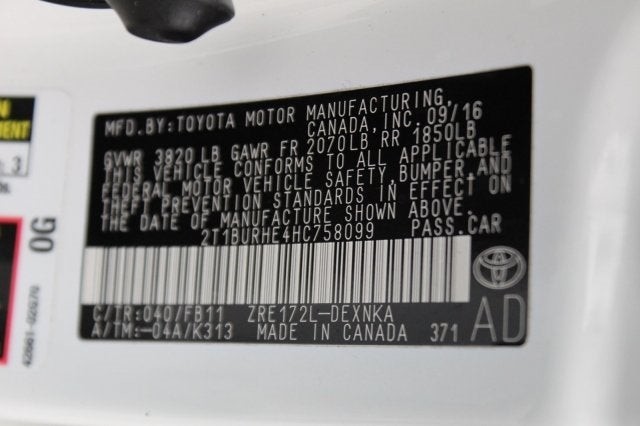 MFD.BY:TOYOTA MOTOR MANUFACTURING,
CANADA,INC.09/16
GVWR 3820 LB GAWR FR 2070LB RR 1850LB
THIS VEHICLE CONFORMS TO ALL APPLICABLE
FEDERAL MOTOR VEHICLE SAFETY,BUMPER,AND
THEFT PREVENTION STANDARDS IN EFFECT ON
THE DATE OF MANUFACTURE SHOWN ABOVE.
2T1BURHE4HC758099 PASS.CAR
C/TR:040/FB11 ZRE172L-DEXNKA
A/TM:-04A/K313 MADE IN CANADA 371 AD
: 3
0G